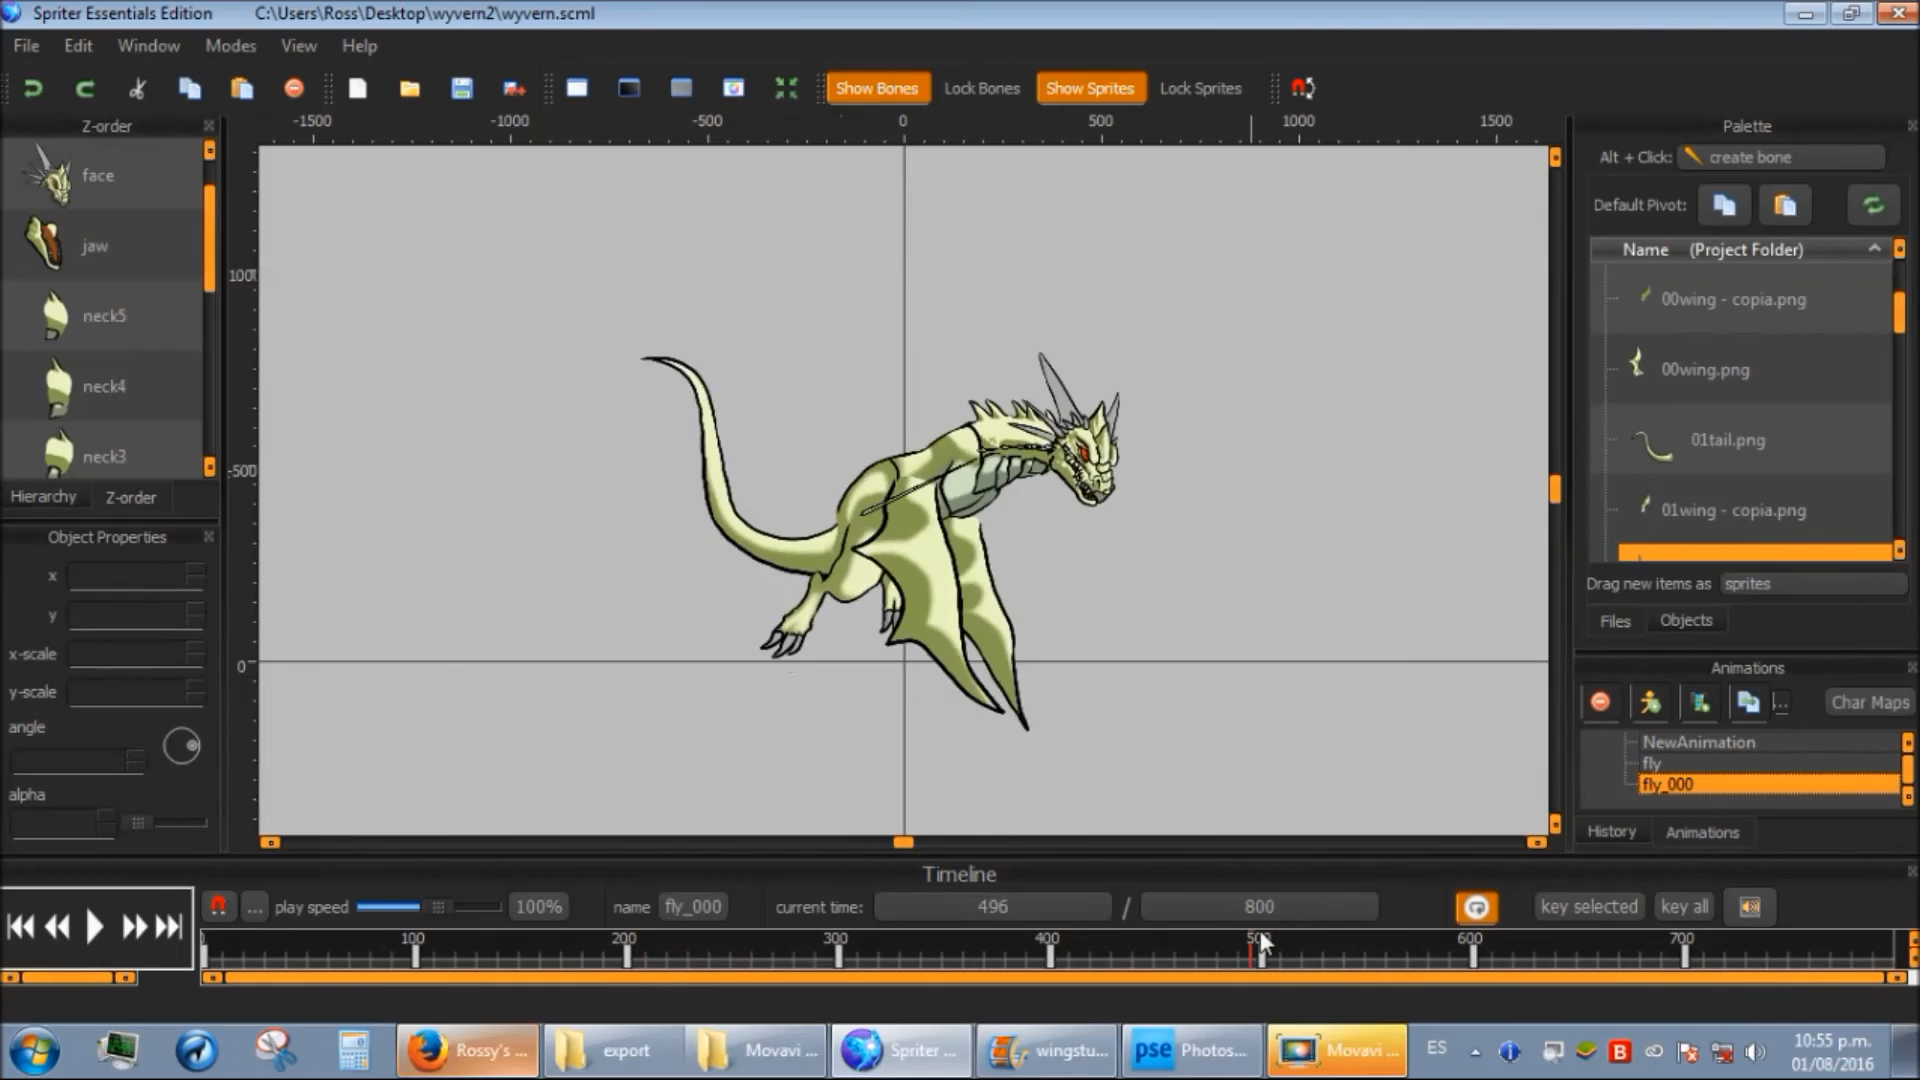 Spriter Essentials Edition C:\Users\Ross\Desktop\wyvern2\wyvern.scml
File Edit Window Modes View Help
Show Bones Lock Bones Show Sprites Lock Sprites
Z-order
face
jaw
neck5
neck4
neck3
Hierarchy Z-order
Object Properties
x
y
x-scale
y-scale
angle
alpha
-1500 -1000 -500 0 500 1000 1500
-500
0
Palette
Alt + Click: create bone
Default Pivot:
Name (Project Folder)
00wing - copia.png
00wing.png
01tail.png
01wing - copia.png
Drag new items as sprites
Files Objects
Animations
... Char Maps
NewAnimation
fly
fly_000
History Animations
Timeline
... play speed 100% name fly_000 current time: 496 / 800 key selected key all
100 200 300 400 500 600 700
Rossy's ... export Movavi ... Spriter ... wingstu... pse Photos... Movavi ... ES 10:55 p.m.
01/08/2016